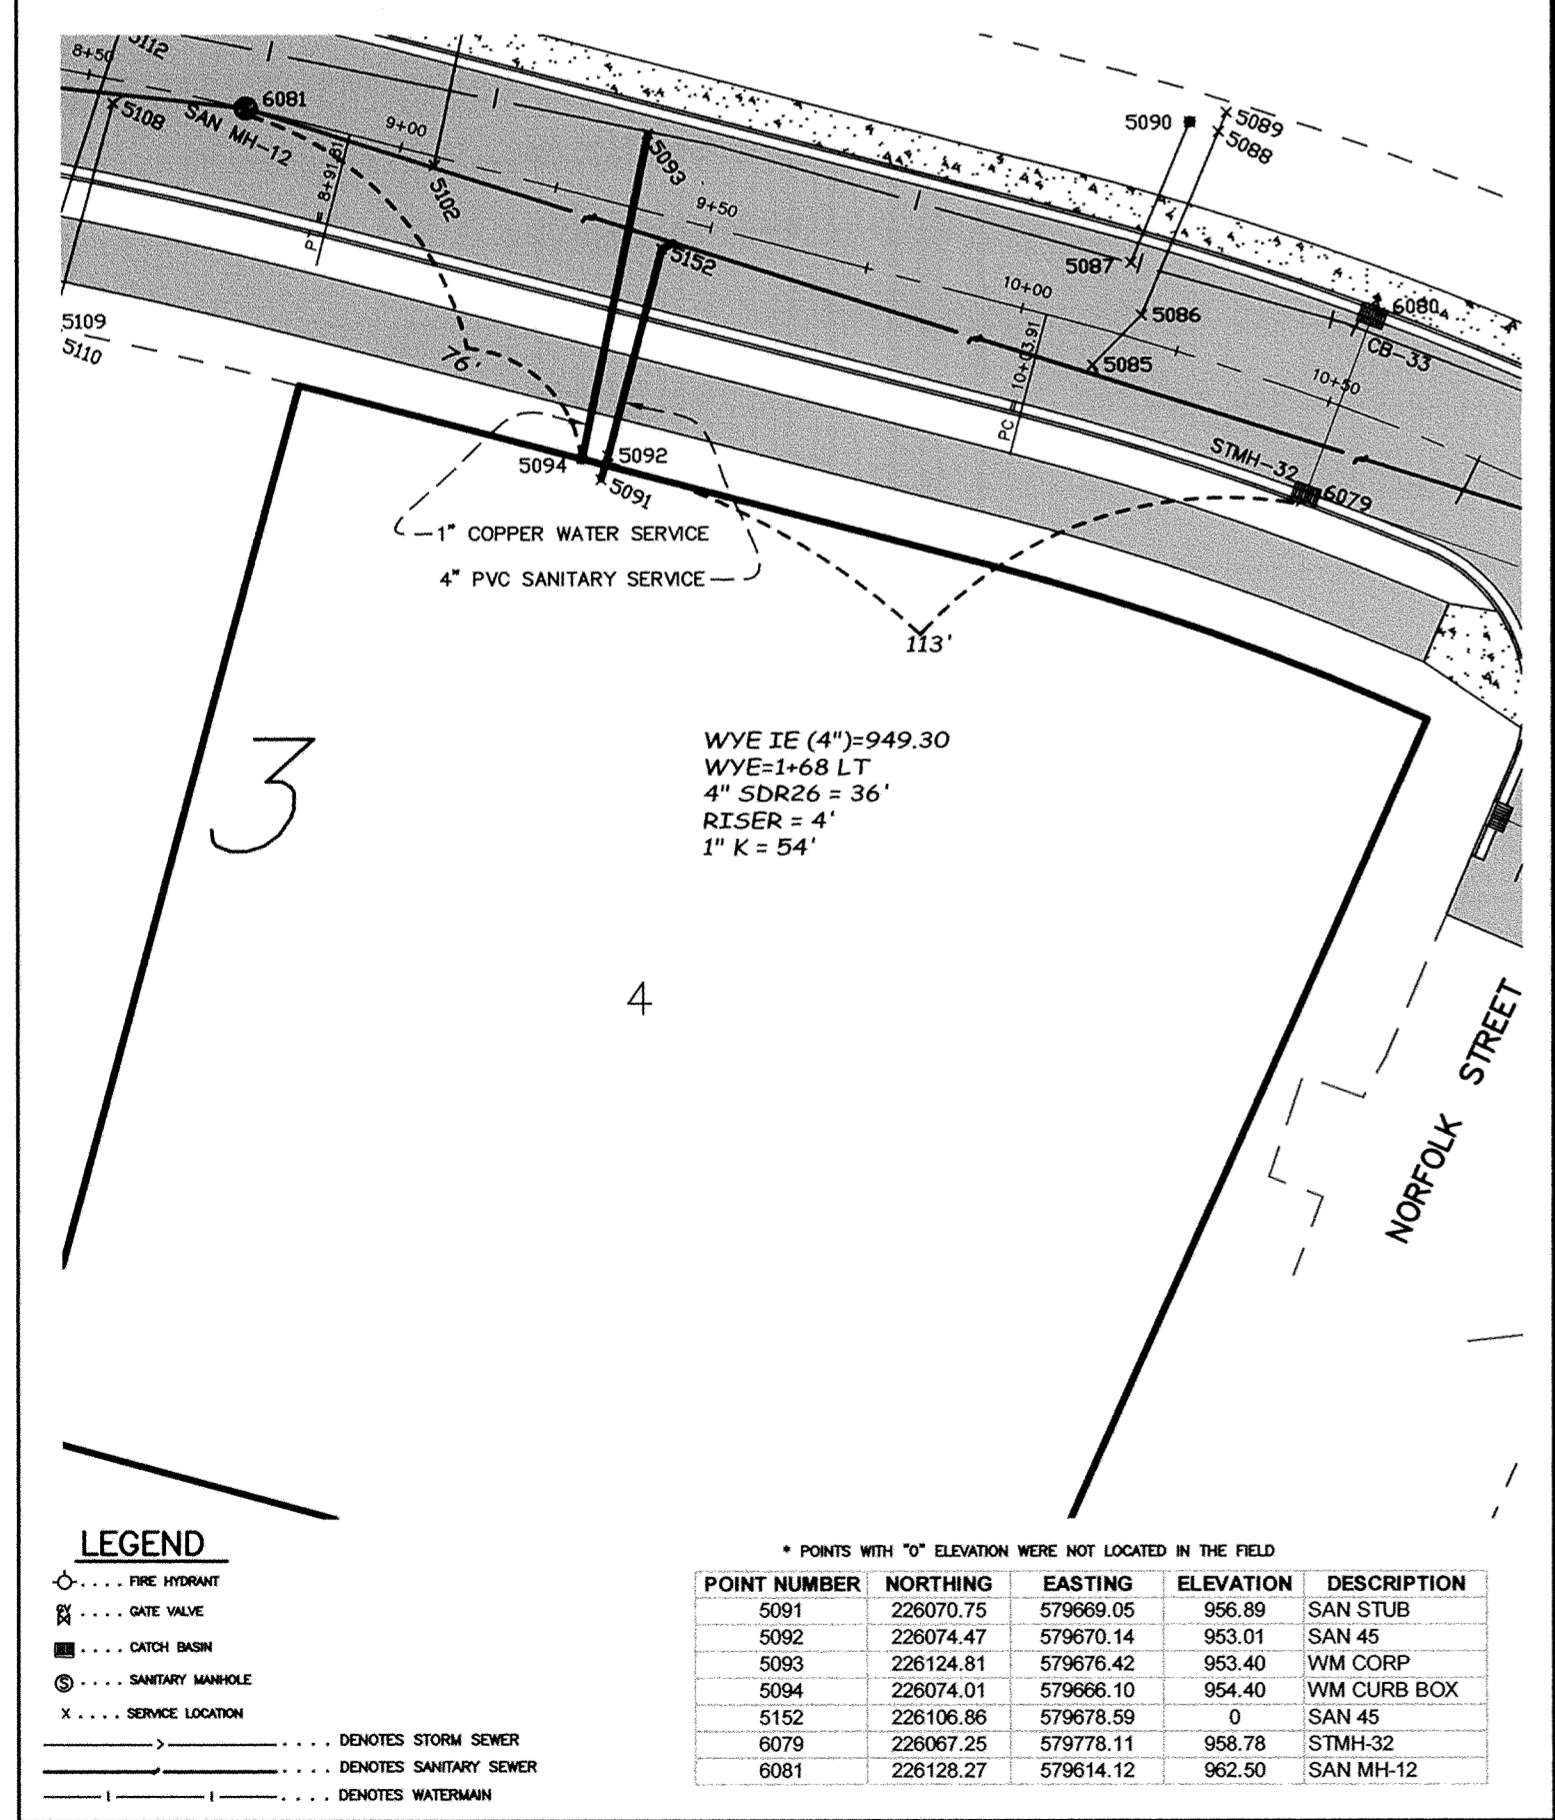 8+50
5112
5108
6081
SAN MH-12
9+00
PT = 8+91.81
5102
5093
9+50
5152
5090
5089
5088
5087
10+00
5086
5085
PC = 10+03.91
6080
CB-33
10+50
STMH-32
6079
5109
5110
76'
5094
5092
5091
1" COPPER WATER SERVICE
4" PVC SANITARY SERVICE
113'
3
WYE IE (4")=949.30
WYE=1+68 LT
4" SDR26 = 36'
RISER = 4'
1" K = 54'
4
NORFOLK STREET
LEGEND
.... FIRE HYDRANT
GV .... GATE VALVE
.... CATCH BASIN
S .... SANITARY MANHOLE
X .... SERVICE LOCATION
.... DENOTES STORM SEWER
.... DENOTES SANITARY SEWER
.... DENOTES WATERMAIN
* POINTS WITH "0" ELEVATION WERE NOT LOCATED IN THE FIELD
POINT NUMBER NORTHING EASTING ELEVATION DESCRIPTION
5091 226070.75 579669.05 956.89 SAN STUB
5092 226074.47 579670.14 953.01 SAN 45
5093 226124.81 579676.42 953.40 WM CORP
5094 226074.01 579666.10 954.40 WM CURB BOX
5152 226106.86 579678.59 0 SAN 45
6079 226067.25 579778.11 958.78 STMH-32
6081 226128.27 579614.12 962.50 SAN MH-12